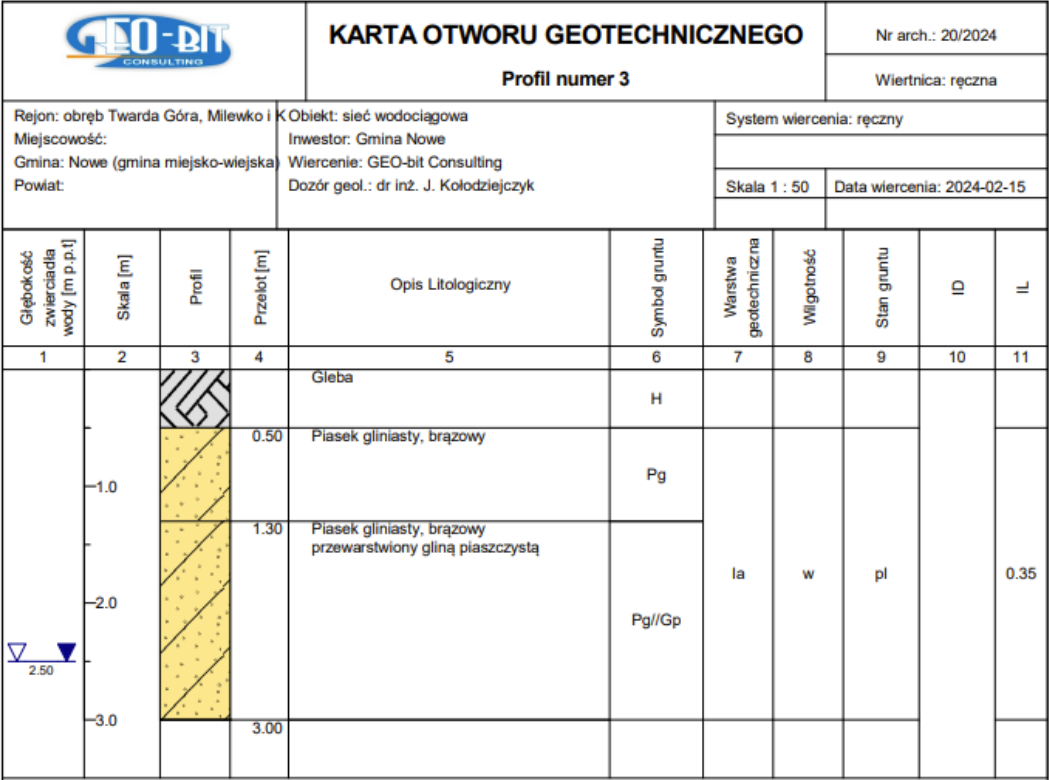 GEO-BIT
CONSULTING
KARTA OTWORU GEOTECHNICZNEGO
Profil numer 3
Nr arch.: 20/2024
Wiertnica: ręczna
Rejon: obręb Twarda Góra, Milewko i K
Miejscowość:
Gmina: Nowe (gmina miejsko-wiejska)
Powiat:
Obiekt: sieć wodociągowa
Inwestor: Gmina Nowe
Wiercenie: GEO-bit Consulting
Dozór geol.: dr inż. J. Kołodziejczyk
System wiercenia: ręczny
Skala 1 : 50
Data wiercenia: 2024-02-15
Głębokość
zwierciadła
wody [m p.p.t]
Skala [m]
Profil
Przelot [m]
Opis Litologiczny
Symbol gruntu
Warstwa
geotechniczna
Wilgotność
Stan gruntu
ID
IL
1 2 3 4 5 6 7 8 9 10 11
Gleba
H
0.50 Piasek gliniasty, brązowy
1.0
Pg
1.30 Piasek gliniasty, brązowy
przewarstwiony gliną piaszczystą
Ia w pl 0.35
2.0
Pg//Gp
2.50
3.0
3.00